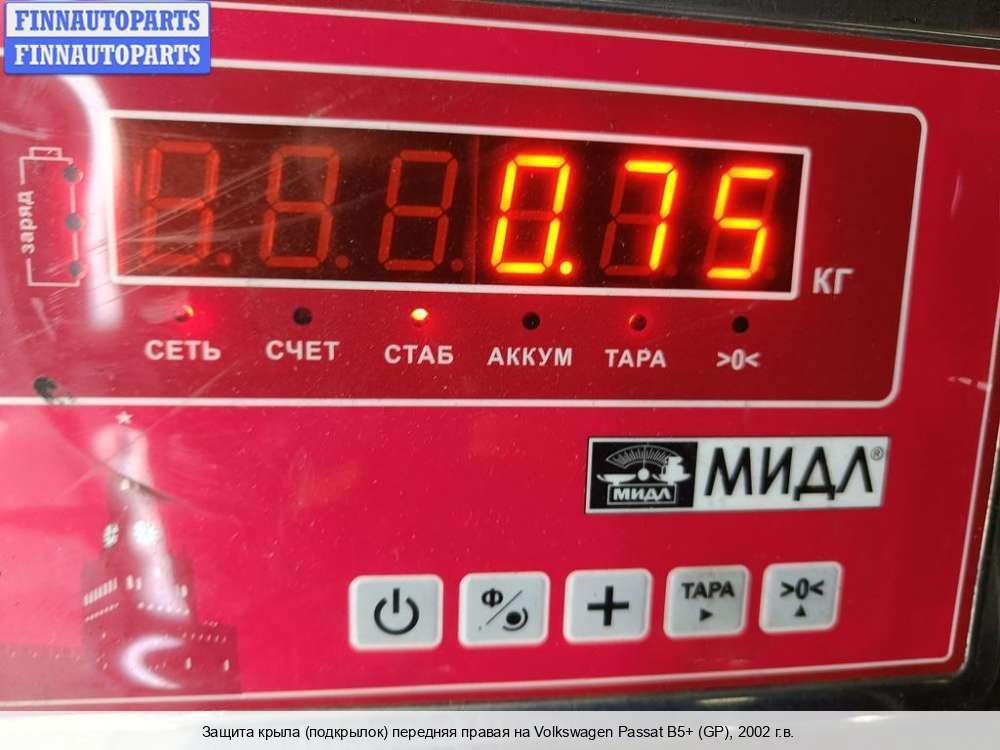 FINNAUTOPARTS
FINNAUTOPARTS
заряд
0.75
КГ
СЕТЬ СЧЕТ СТАБ АККУМ ТАРА >0<
МИДЛ МИДЛ®
Ф ТАРА >0<
Защита крыла (подкрылок) передняя правая на Volkswagen Passat B5+ (GP), 2002 г.в.